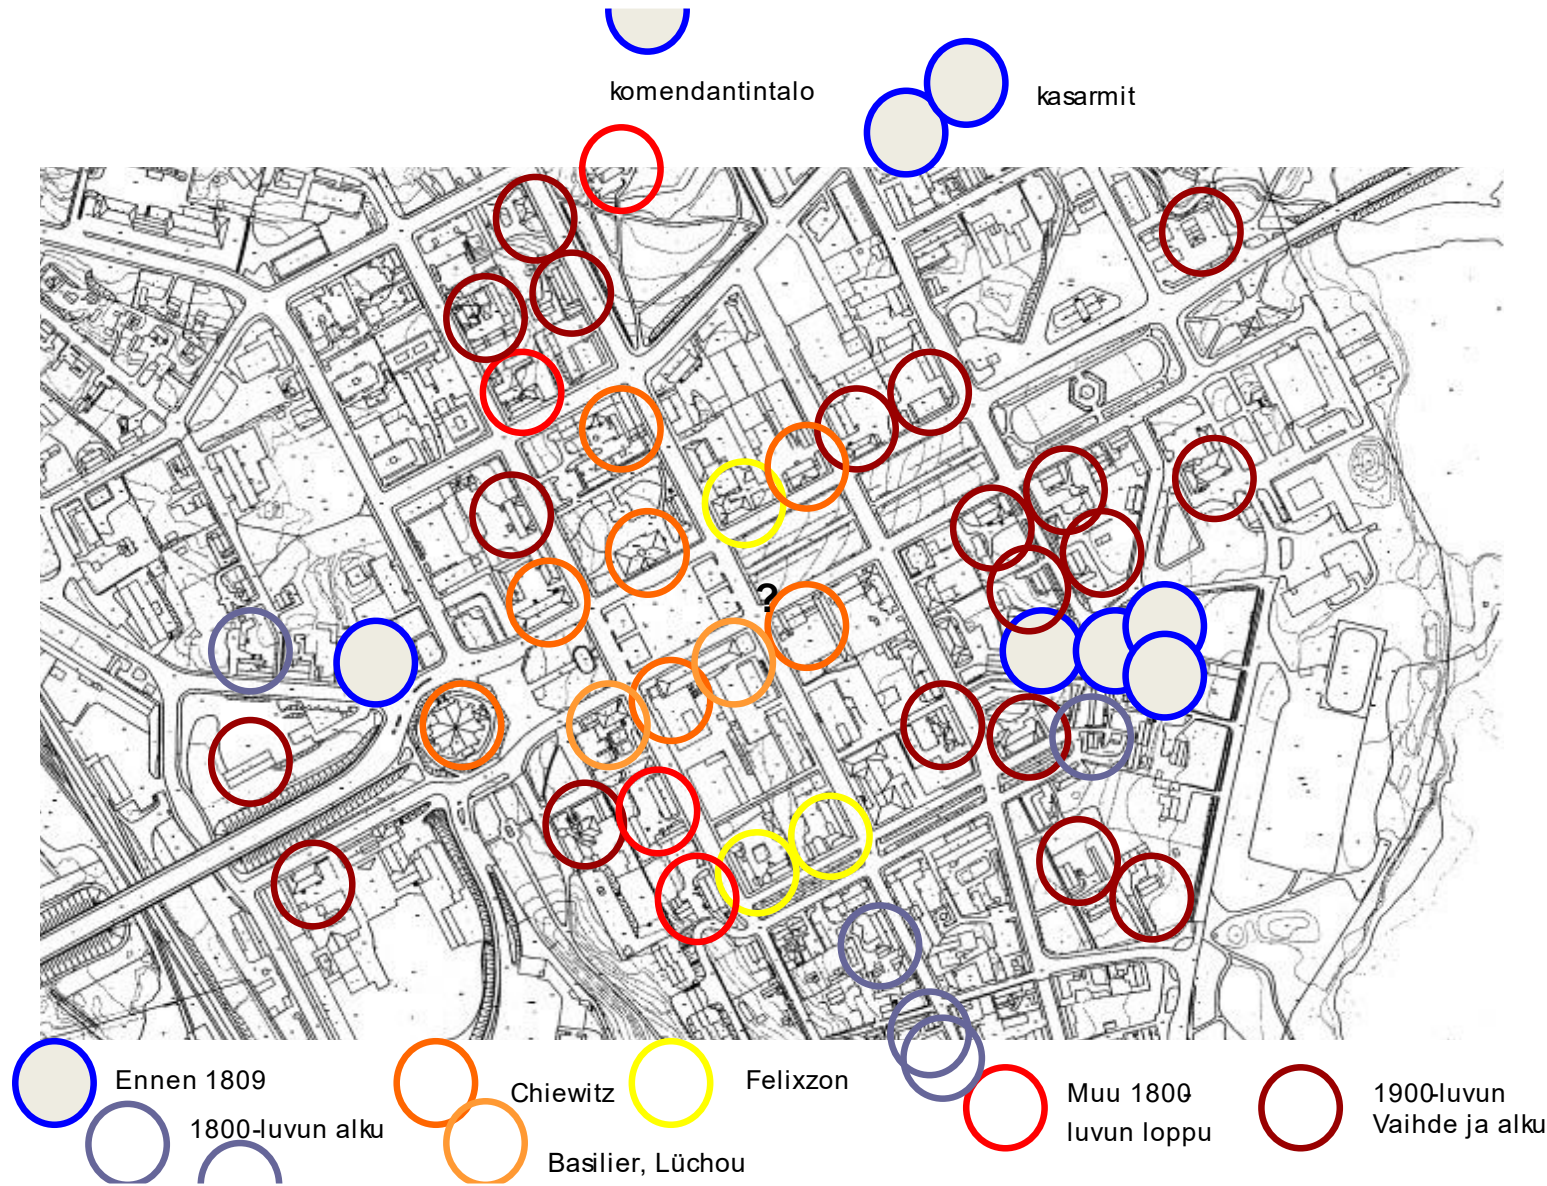 komendantintalo
kasarmit
?
Ennen 1809
1800-luvun alku
Chiewitz
Basilier, Lüchou
Felixzon
Muu 1800-
luvun loppu
1900-luvun
Vaihde ja alku